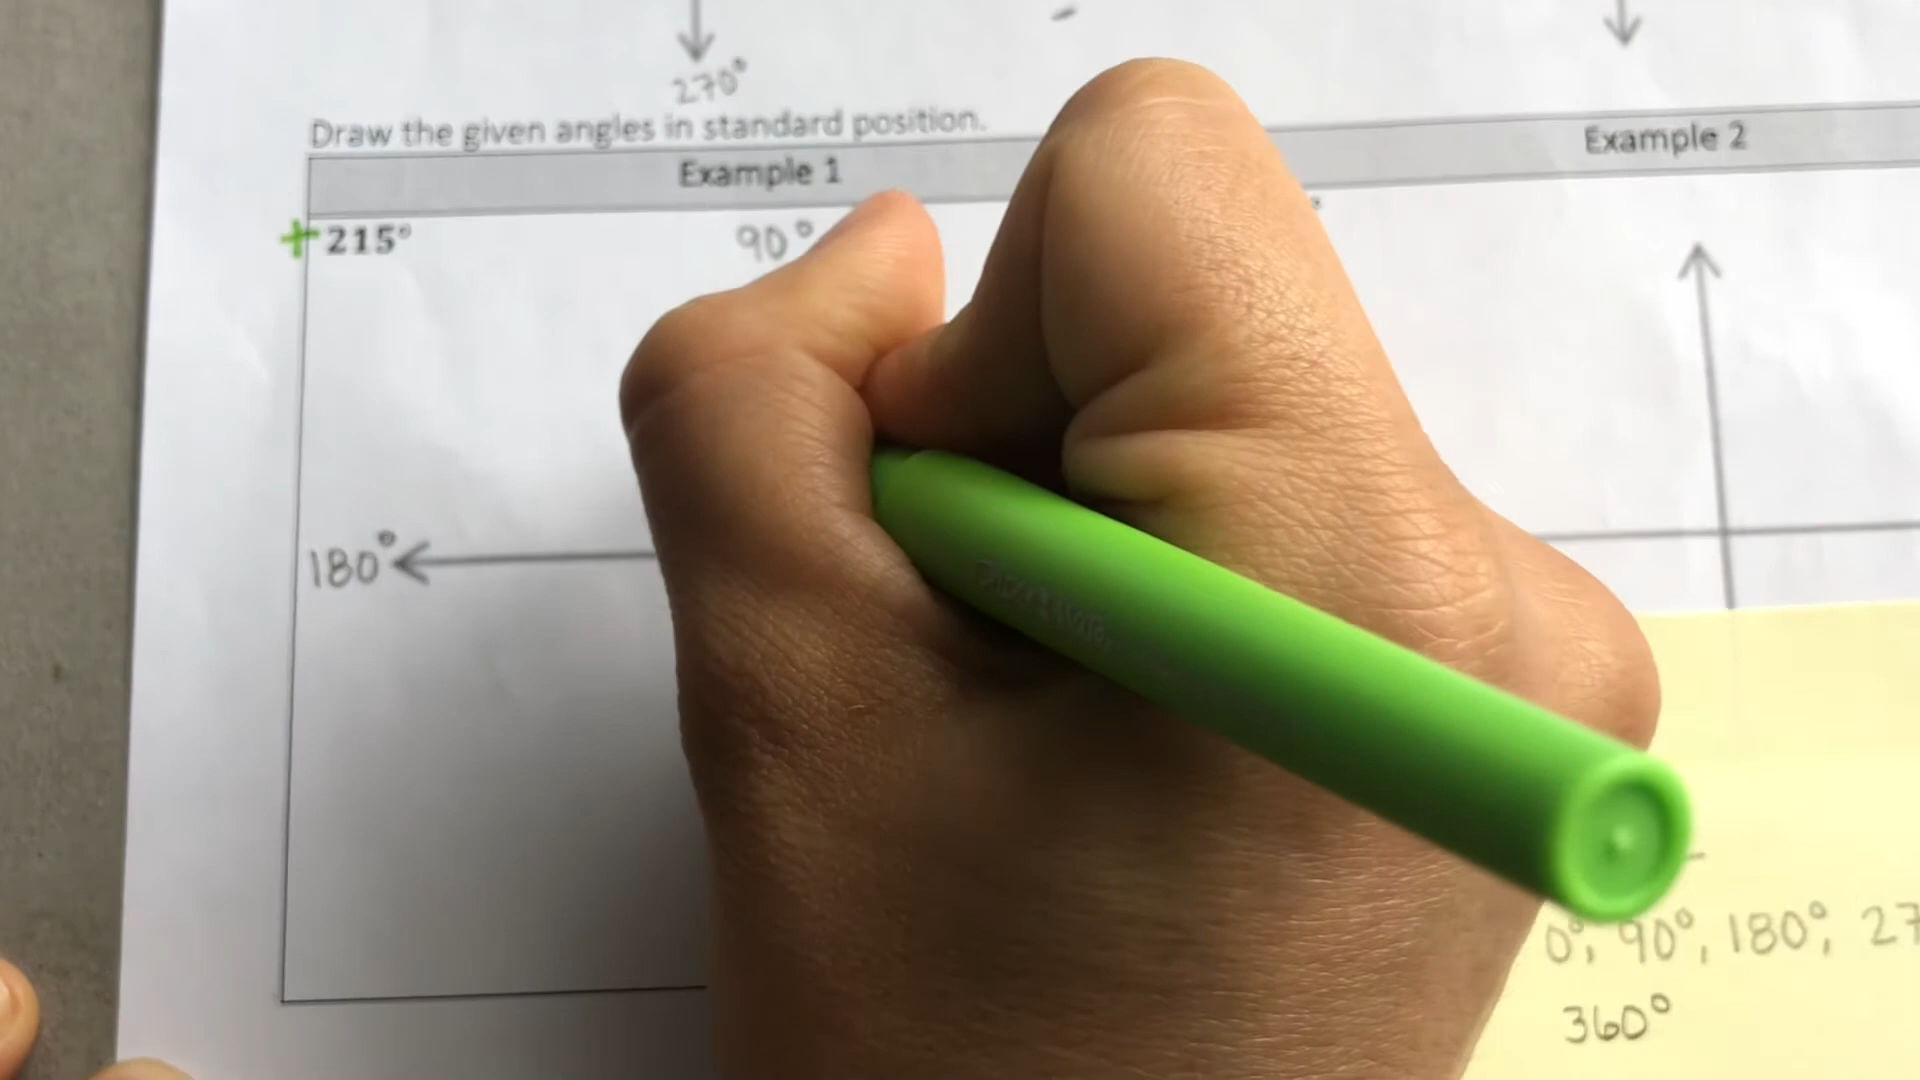 270°
Draw the given angles in standard position.
Example 1
Example 2
+ 215°
90°
180°
0°, 90°, 180°, 27
360°